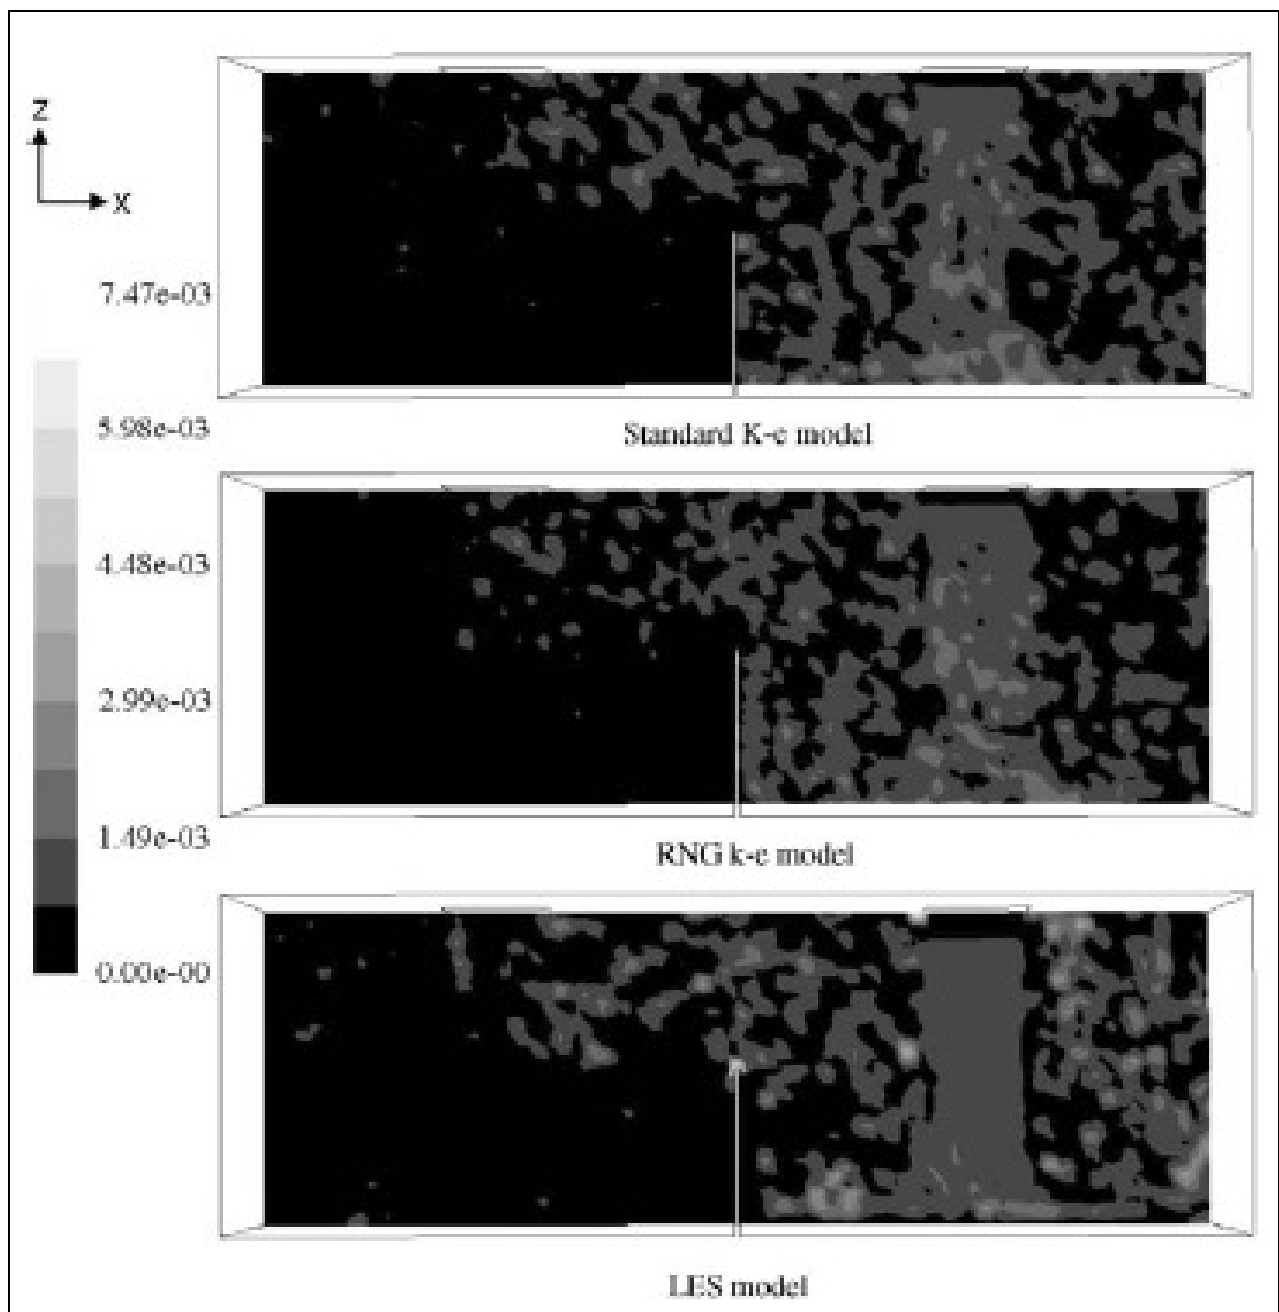 Z
X
7.47e-03
5.98e-03
4.48e-03
2.99e-03
1.49e-03
0.00e-00
Standard K-e model
RNG k-e model
LES model